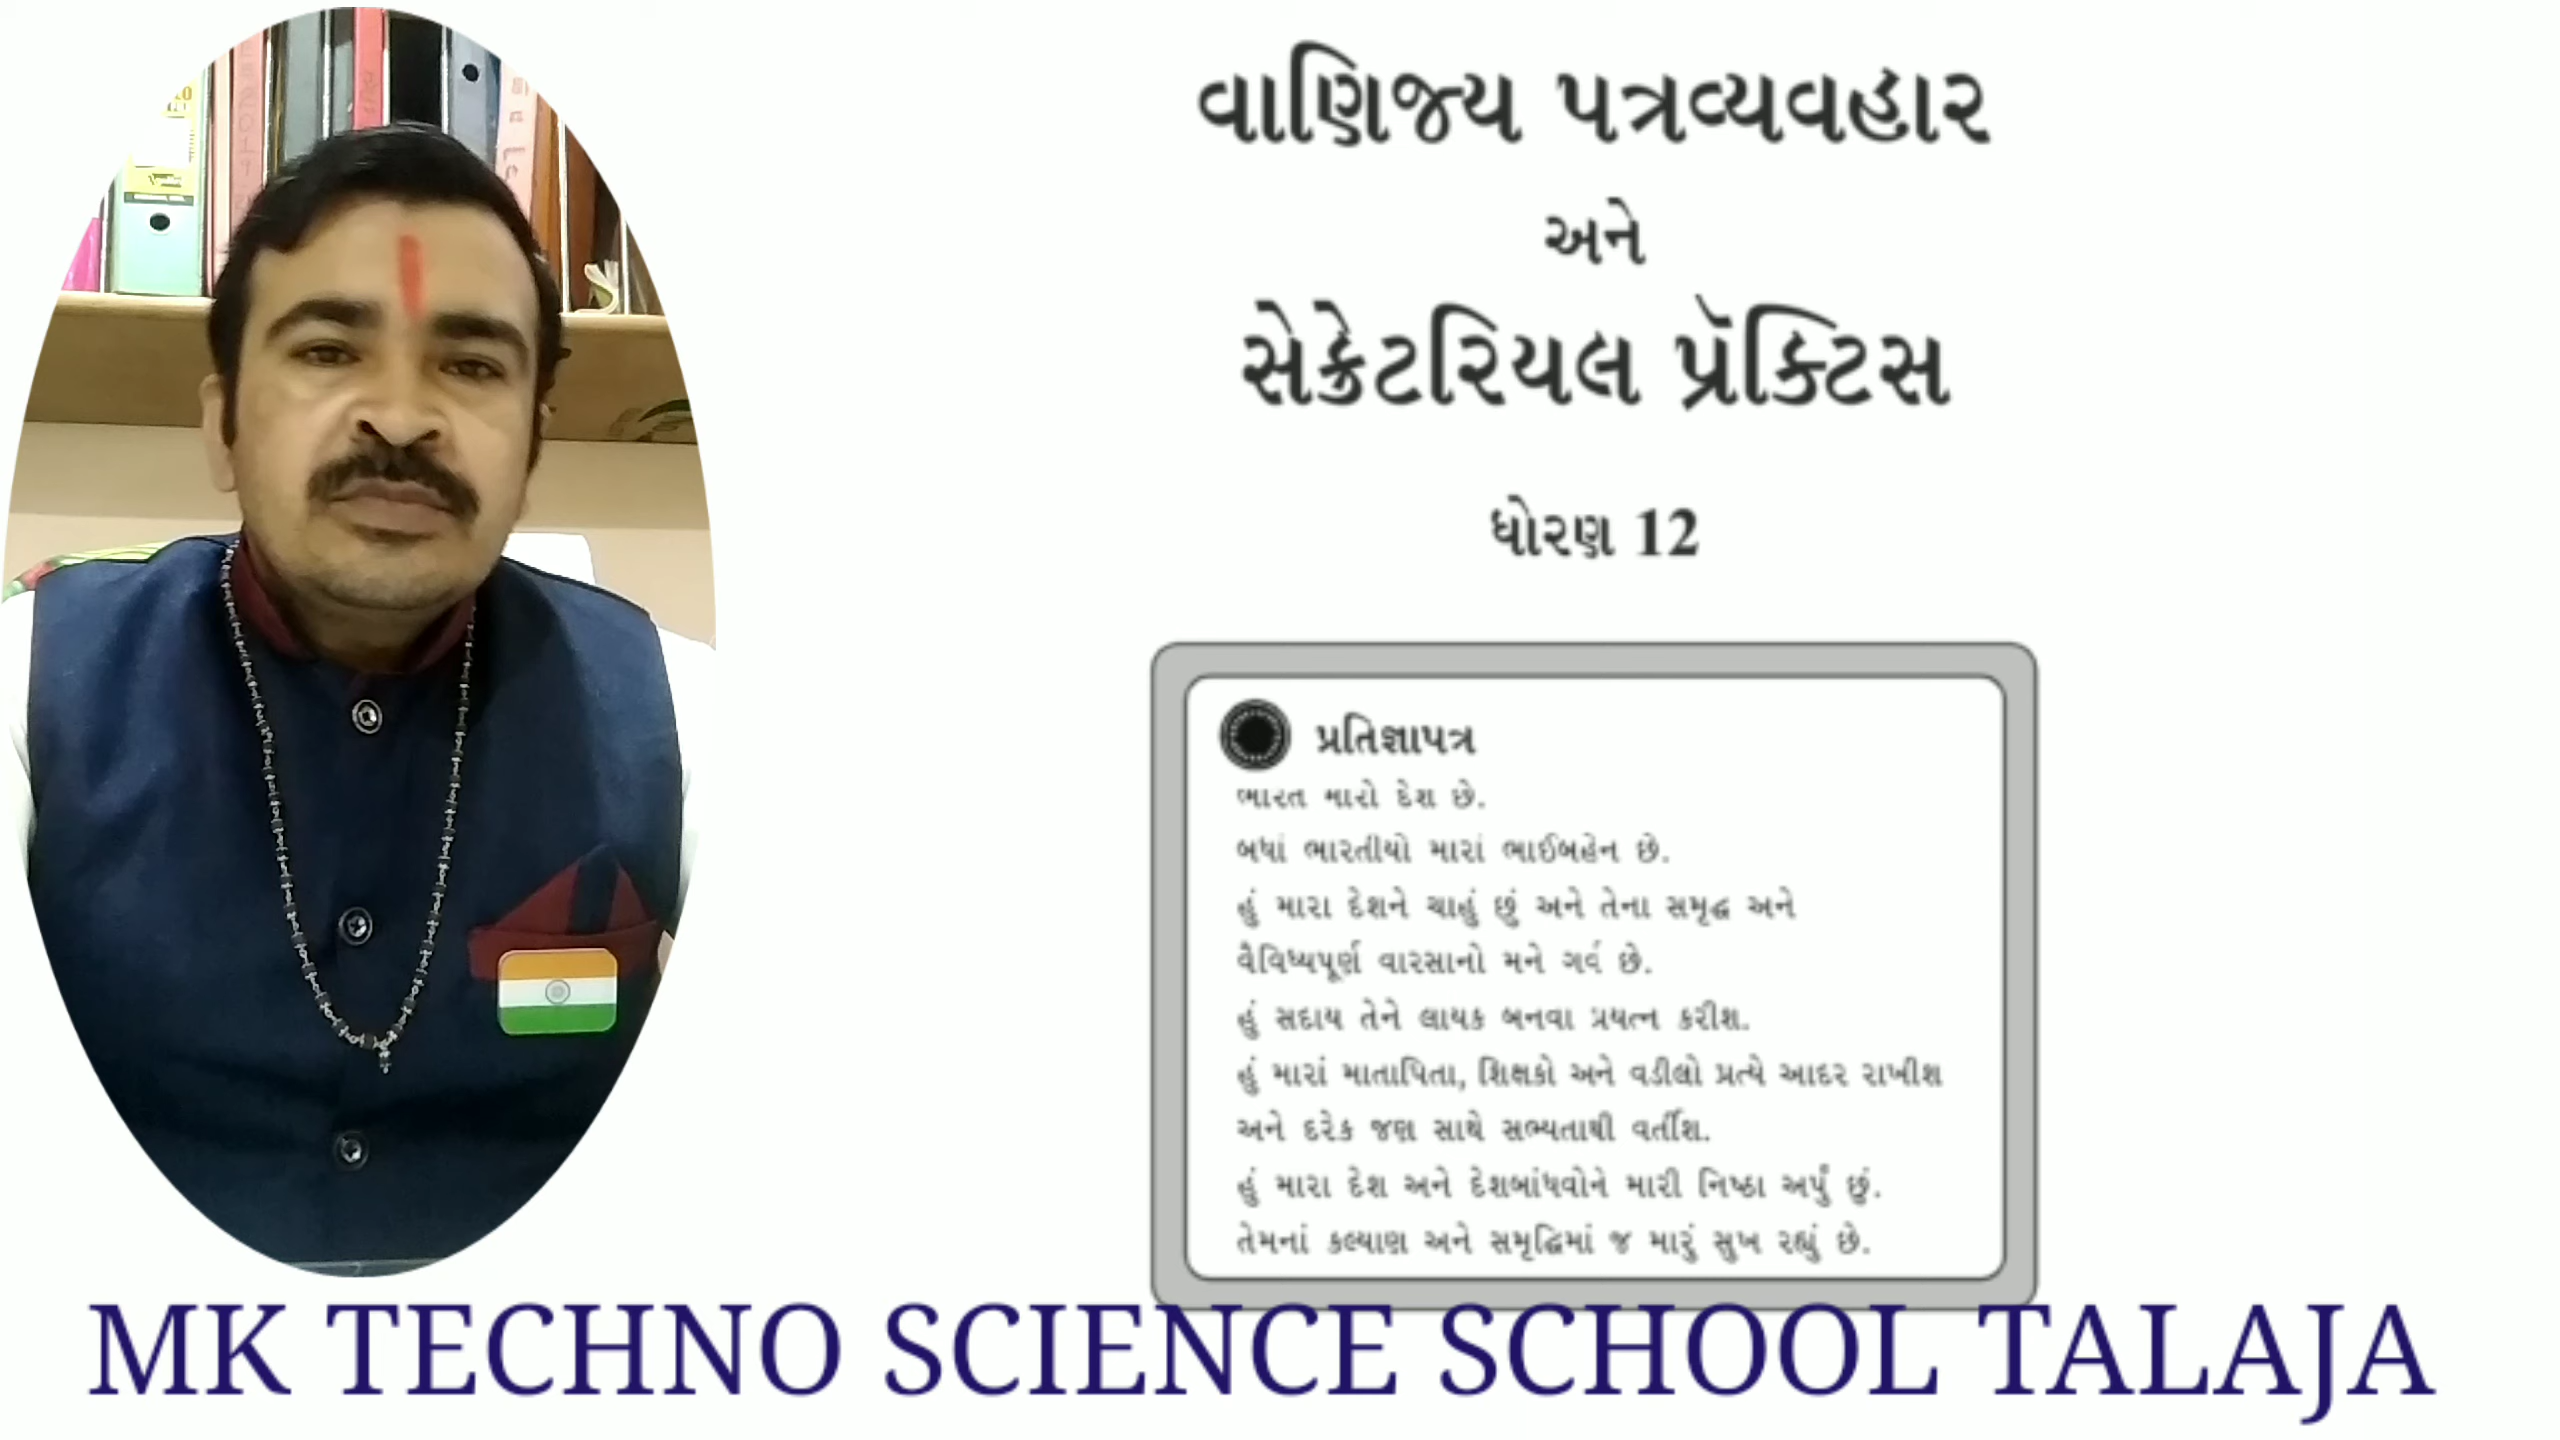 વાણિજ્ય પત્રવ્યવહાર
અને
સેક્રેટરિયલ પ્રૅક્ટિસ
ધોરણ 12
પ્રતિજ્ઞાપત્ર
ભારત મારો દેશ છે.
બધાં ભારતીયો મારાં ભાઈબહેન છે.
હું મારા દેશને ચાહું છું અને તેના સમૃદ્ધ અને
વૈવિધ્યપૂર્ણ વારસાનો મને ગર્વ છે.
હું સદાય તેને લાયક બનવા પ્રયત્ન કરીશ.
હું મારાં માતાપિતા, શિક્ષકો અને વડીલો પ્રત્યે આદર રાખીશ
અને દરેક જણ સાથે સભ્યતાથી વર્તીશ.
હું મારા દેશ અને દેશબાંધવોને મારી નિષ્ઠા અર્પું છું.
તેમનાં કલ્યાણ અને સમૃદ્ધિમાં જ મારું સુખ રહ્યું છે.
MK TECHNO SCIENCE SCHOOL TALAJA